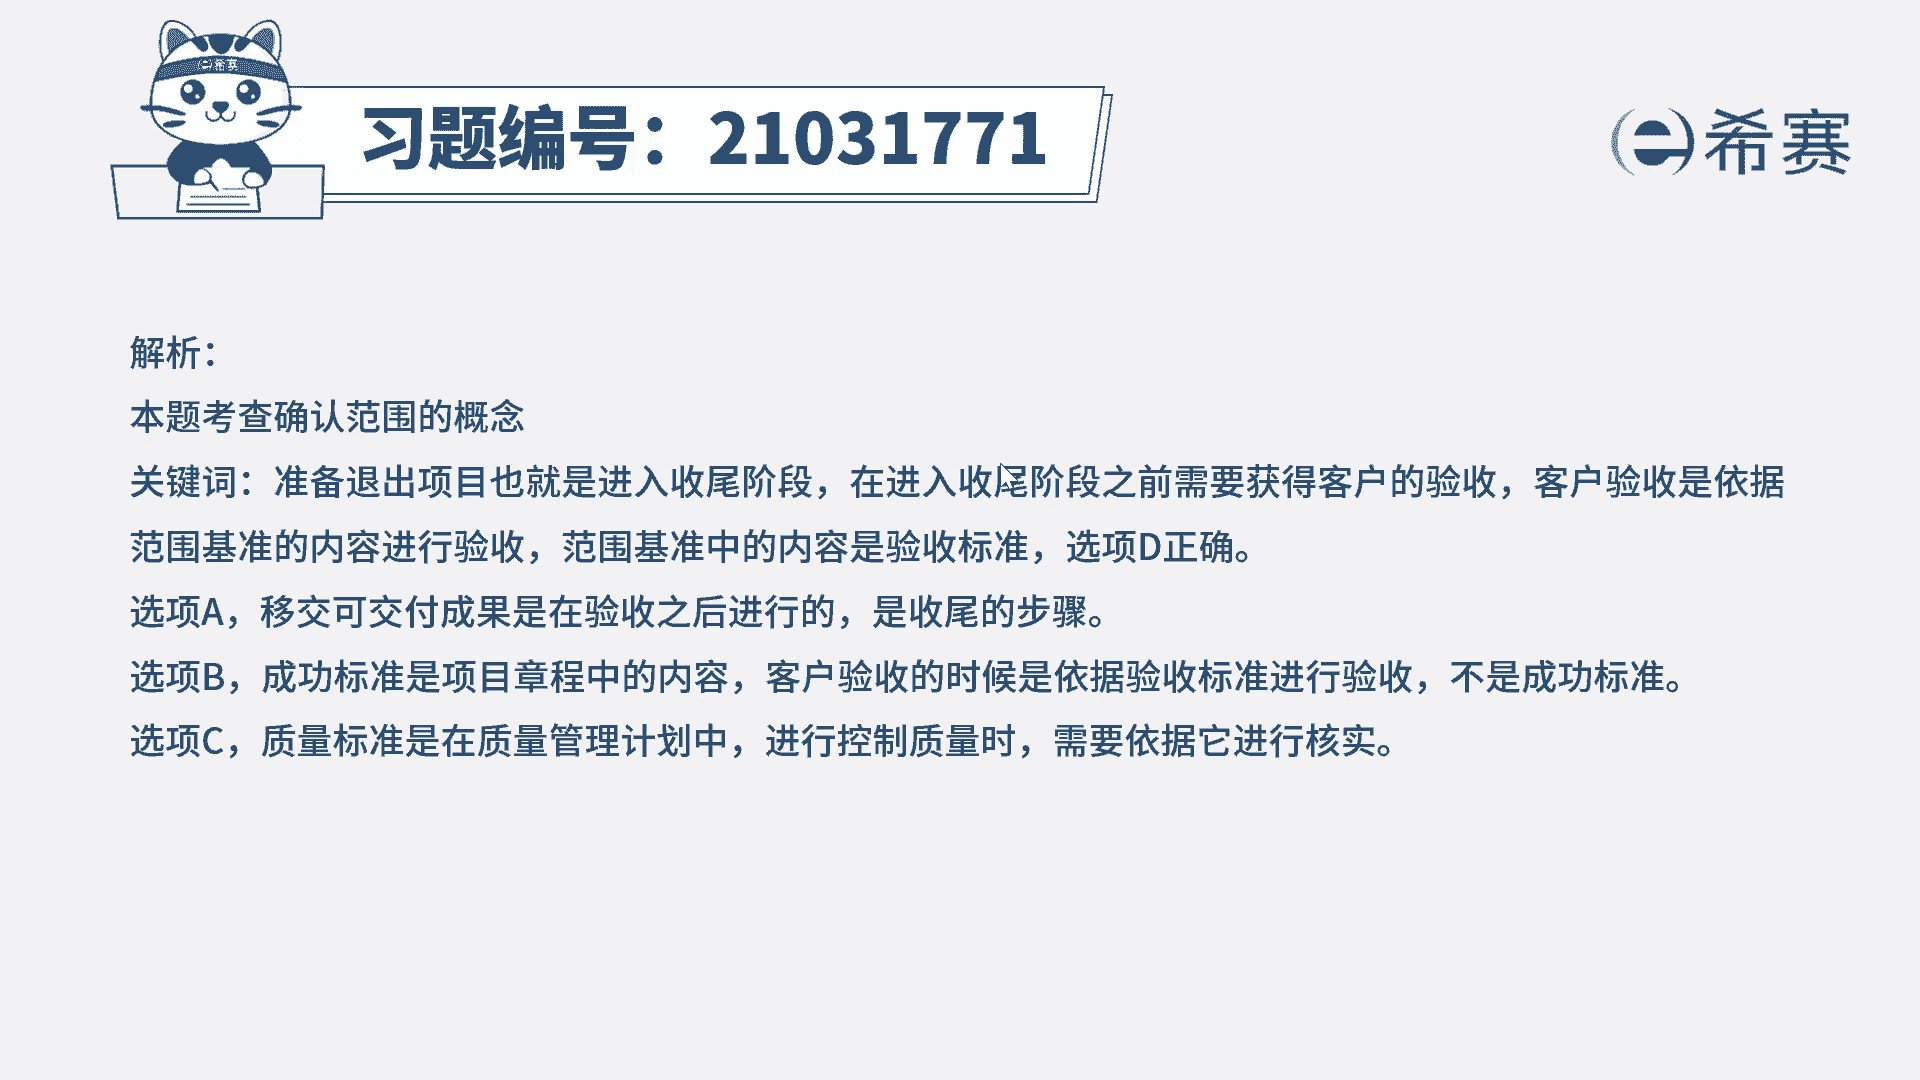 希赛
习题编号：21031771
希赛
解析：
本题考查确认范围的概念
关键词：准备退出项目也就是进入收尾阶段，在进入收尾阶段之前需要获得客户的验收，客户验收是依据
范围基准的内容进行验收，范围基准中的内容是验收标准，选项D正确。
选项A，移交可交付成果是在验收之后进行的，是收尾的步骤。
选项B，成功标准是项目章程中的内容，客户验收的时候是依据验收标准进行验收，不是成功标准。
选项C，质量标准是在质量管理计划中，进行控制质量时，需要依据它进行核实。